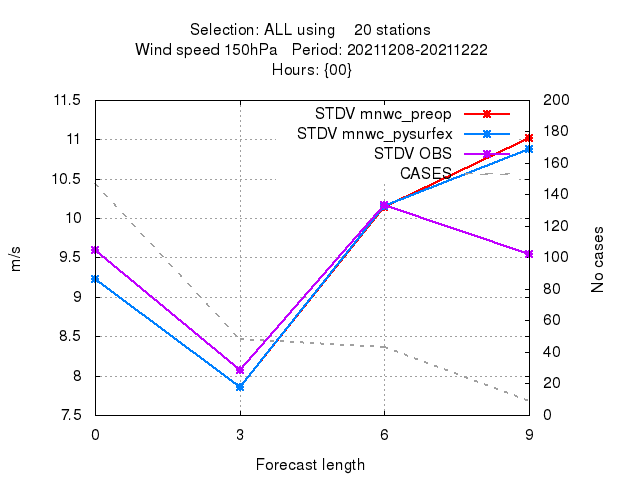 Selection: ALL using 20 stations
Wind speed 150hPa Period: 20211208-20211222
Hours: {00}
STDV mnwc_preop
STDV mnwc_pysurfex
STDV OBS
CASES
11.5
11
10.5
10
9.5
9
8.5
8
7.5
200
180
160
140
120
100
80
60
40
20
0
m/s
No cases
0 3 6 9
Forecast length